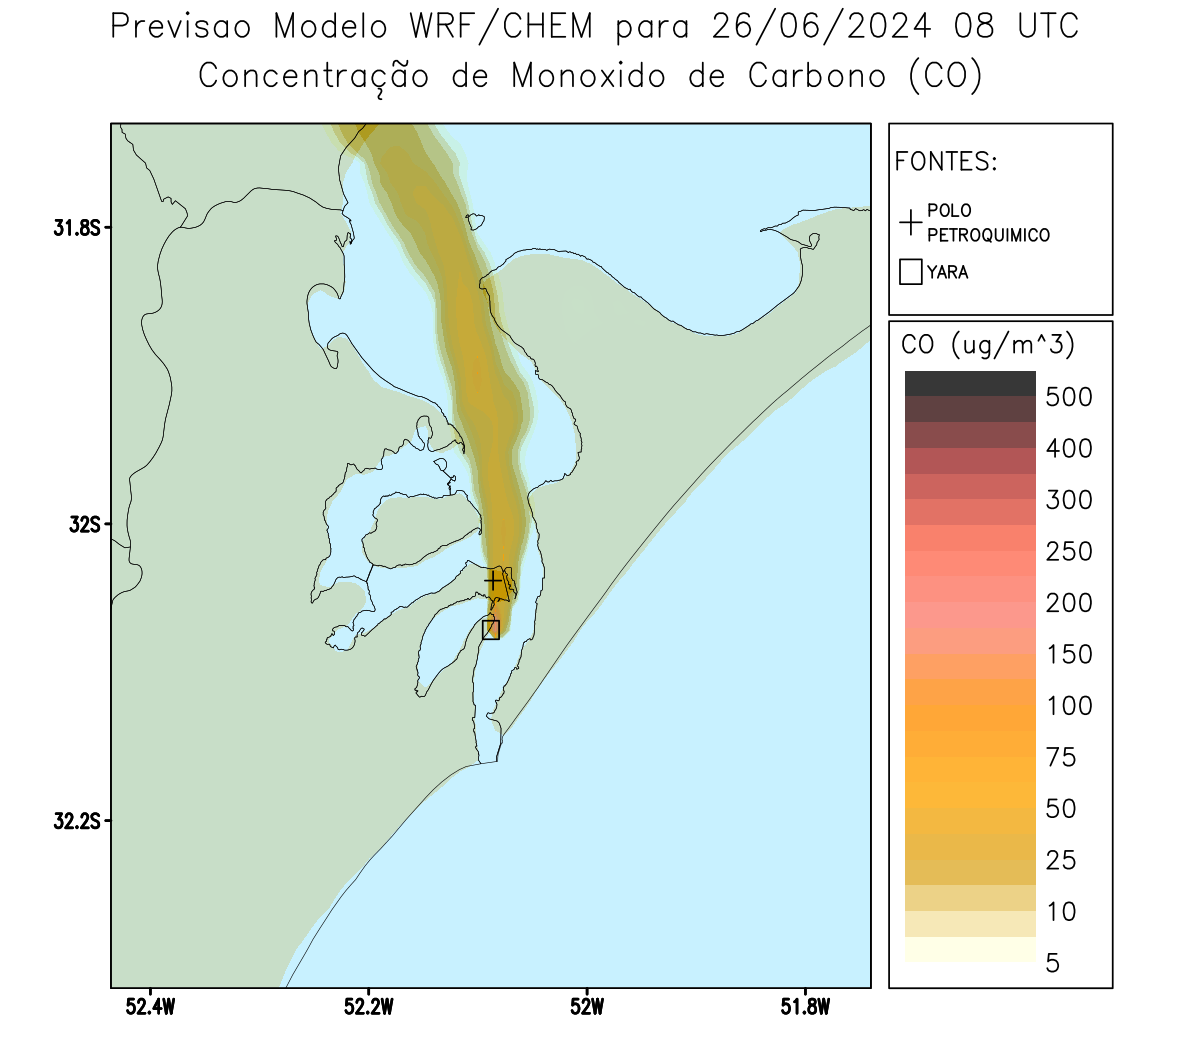 Previsao Modelo WRF/CHEM para 26/06/2024 08 UTC
Concentração de Monoxido de Carbono (CO)
FONTES:
POLO
PETROQUIMICO
YARA
31.8S
32S
32.2S
52.4W
52.2W
52W
51.8W
CO (ug/m^3)
500
400
300
250
200
150
100
75
50
25
10
5